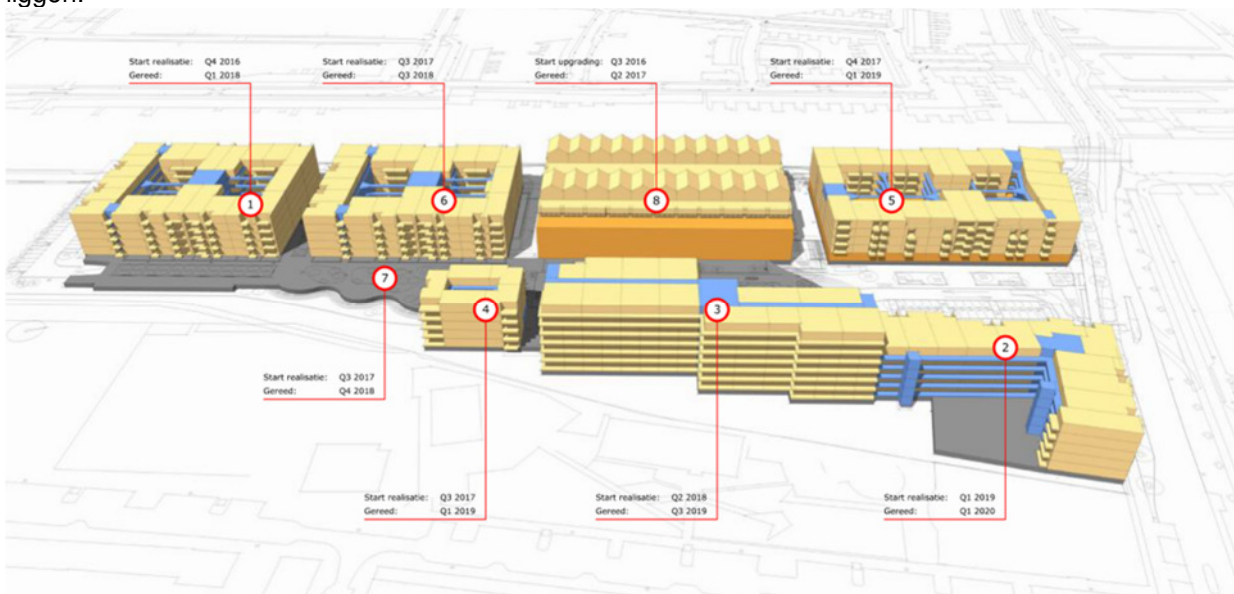 liggen.
Start realisatie: Q4 2016
Gereed: Q1 2018
Start realisatie: Q3 2017
Gereed: Q3 2018
Start upgrading: Q3 2016
Gereed: Q2 2017
Start realisatie: Q4 2017
Gereed: Q1 2019
1
6
8
5
7
4
3
2
Start realisatie: Q3 2017
Gereed: Q4 2018
Start realisatie: Q3 2017
Gereed: Q1 2019
Start realisatie: Q2 2018
Gereed: Q3 2019
Start realisatie: Q1 2019
Gereed: Q1 2020